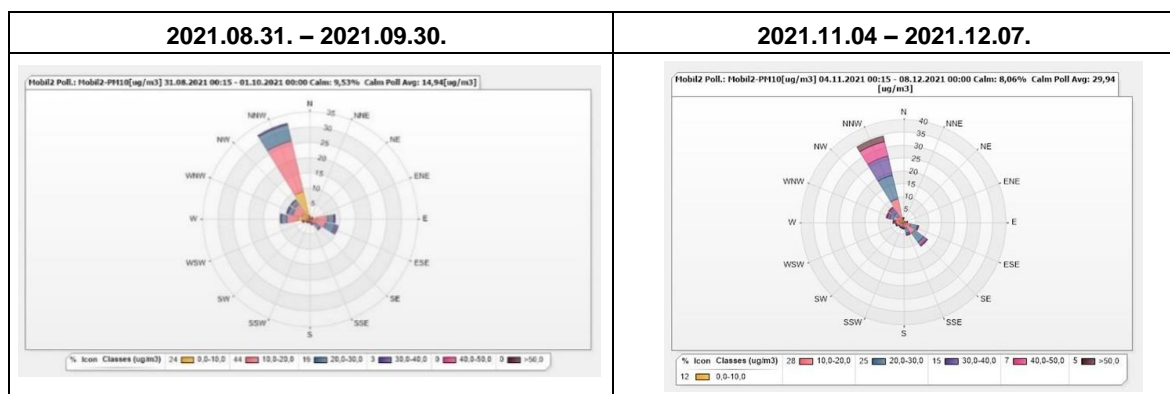 2021.08.31. – 2021.09.30.
2021.11.04 – 2021.12.07.
Mobil2 Poll.: Mobil2-PM10[ug/m3] 31.08.2021 00:15 - 01.10.2021 00:00 Calm: 9,53% Calm Poll Avg: 14,94[ug/m3]
N
NNE
NE
ENE
E
ESE
SE
SSE
S
SSW
SW
WSW
W
WNW
NW
NNW
35
30
25
20
15
10
5
% Icon Classes (ug/m3) 24 0,0-10,0 44 10,0-20,0 19 20,0-30,0 3 30,0-40,0 0 40,0-50,0 0 >50,0
Mobil2 Poll.: Mobil2-PM10[ug/m3] 04.11.2021 00:15 - 08.12.2021 00:00 Calm: 8,06% Calm Poll Avg: 29,94
[ug/m3]
N
NNE
NE
ENE
E
ESE
SE
SSE
S
SSW
SW
WSW
W
WNW
NW
NNW
40
35
30
25
20
15
10
5
% Icon Classes (ug/m3) 28 10,0-20,0 25 20,0-30,0 15 30,0-40,0 7 40,0-50,0 5 >50,0
12 0,0-10,0